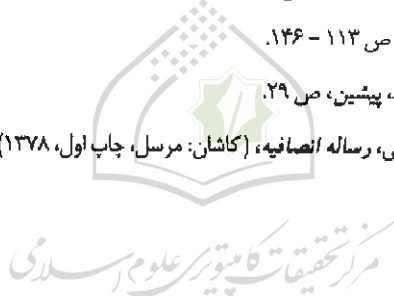 ص ۱۱۳ – ۱۴۶.
، پیشین، ص ۲۹.
ی، رساله انصافیه، (کاشان: مرسل، چاپ اول، ۱۳۷۸)
مرکز تحقیقات کامپیوتری علوم اسلامی